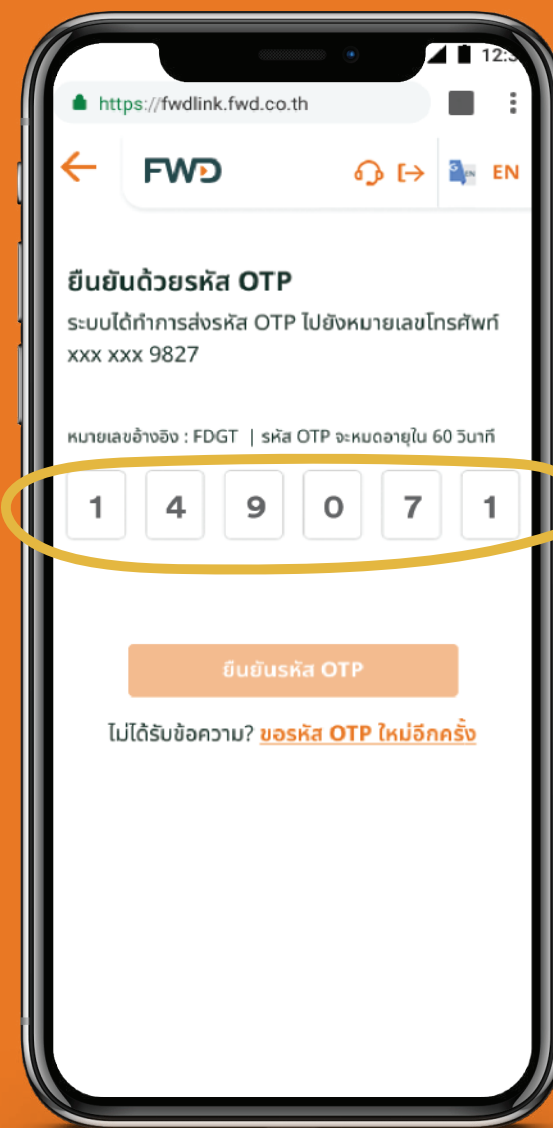 12:3
https://fwdlink.fwd.co.th
FWD
EN
ยืนยันด้วยรหัส OTP
ระบบได้ทำการส่งรหัส OTP ไปยังหมายเลขโทรศัพท์
xxx xxx 9827
หมายเลขอ้างอิง : FDGT | รหัส OTP จะหมดอายุใน 60 วินาที
1 4 9 0 7 1
ยืนยันรหัส OTP
ไม่ได้รับข้อความ? ขอรหัส OTP ใหม่อีกครั้ง